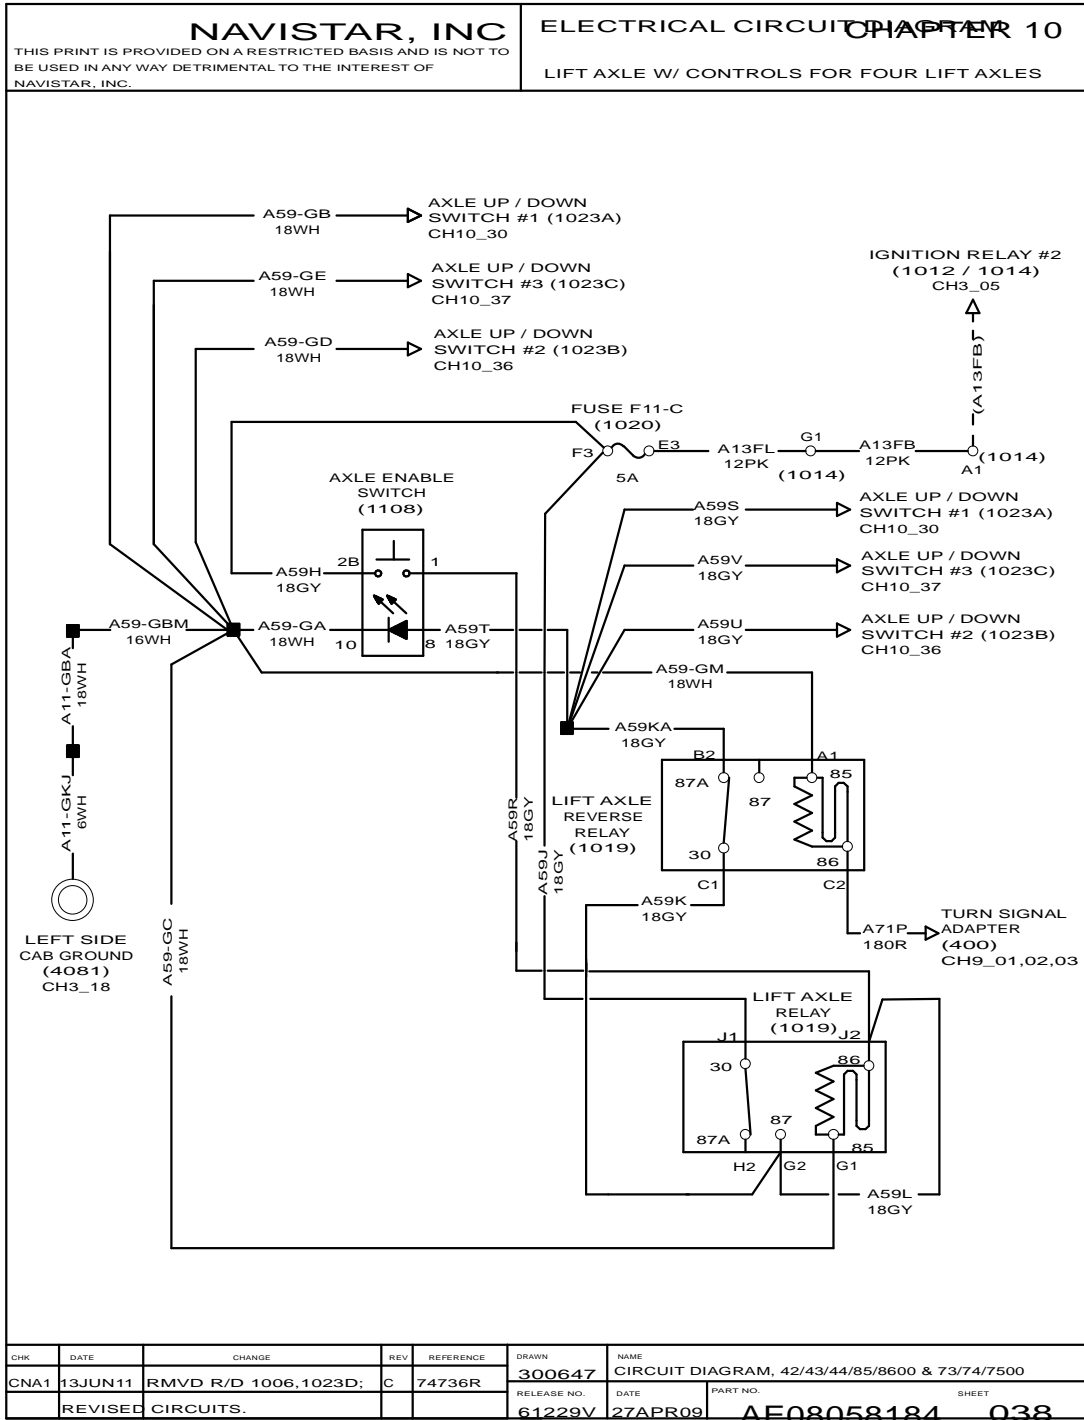 NAVISTAR, INC
THIS PRINT IS PROVIDED ON A RESTRICTED BASIS AND IS NOT TO
BE USED IN ANY WAY DETRIMENTAL TO THE INTEREST OF
NAVISTAR, INC.
ELECTRICAL CIRCUIT DIAGRAM
CHAPTER 10
LIFT AXLE W/ CONTROLS FOR FOUR LIFT AXLES
A59-GB
18WH
AXLE UP / DOWN
SWITCH #1 (1023A)
CH10_30
A59-GE
18WH
AXLE UP / DOWN
SWITCH #3 (1023C)
CH10_37
A59-GD
18WH
AXLE UP / DOWN
SWITCH #2 (1023B)
CH10_36
IGNITION RELAY #2
(1012 / 1014)
CH3_05
(A13FB)
FUSE F11-C
(1020)
F3
E3
5A
A13FL
12PK
G1
(1014)
A13FB
12PK
A1
(1014)
AXLE ENABLE
SWITCH
(1108)
2B
1
A59H
18GY
10
8
A59S
18GY
AXLE UP / DOWN
SWITCH #1 (1023A)
CH10_30
A59V
18GY
AXLE UP / DOWN
SWITCH #3 (1023C)
CH10_37
A59U
18GY
AXLE UP / DOWN
SWITCH #2 (1023B)
CH10_36
A59-GBM
16WH
A59-GA
18WH
A59T
18GY
A11-GBA
18WH
A11-GKJ
6WH
A59-GM
18WH
A59KA
18GY
B2
A1
87A
87
85
30
86
C1
C2
LIFT AXLE
REVERSE
RELAY
(1019)
A59R
18GY
A59J
18GY
A59K
18GY
A71P
180R
TURN SIGNAL
ADAPTER
(400)
CH9_01,02,03
LEFT SIDE
CAB GROUND
(4081)
CH3_18
A59-GC
18WH
LIFT AXLE
RELAY
(1019)
J1
J2
30
86
87
87A
85
H2
G2
G1
A59L
18GY
CHK DATE CHANGE REV REFERENCE
CNA1 13JUN11 RMVD R/D 1006,1023D; C 74736R
REVISED CIRCUITS.
DRAWN
300647
NAME
CIRCUIT DIAGRAM, 42/43/44/85/8600 & 73/74/7500
RELEASE NO.
61229V
DATE
27APR09
PART NO.
AE08058184
SHEET
038